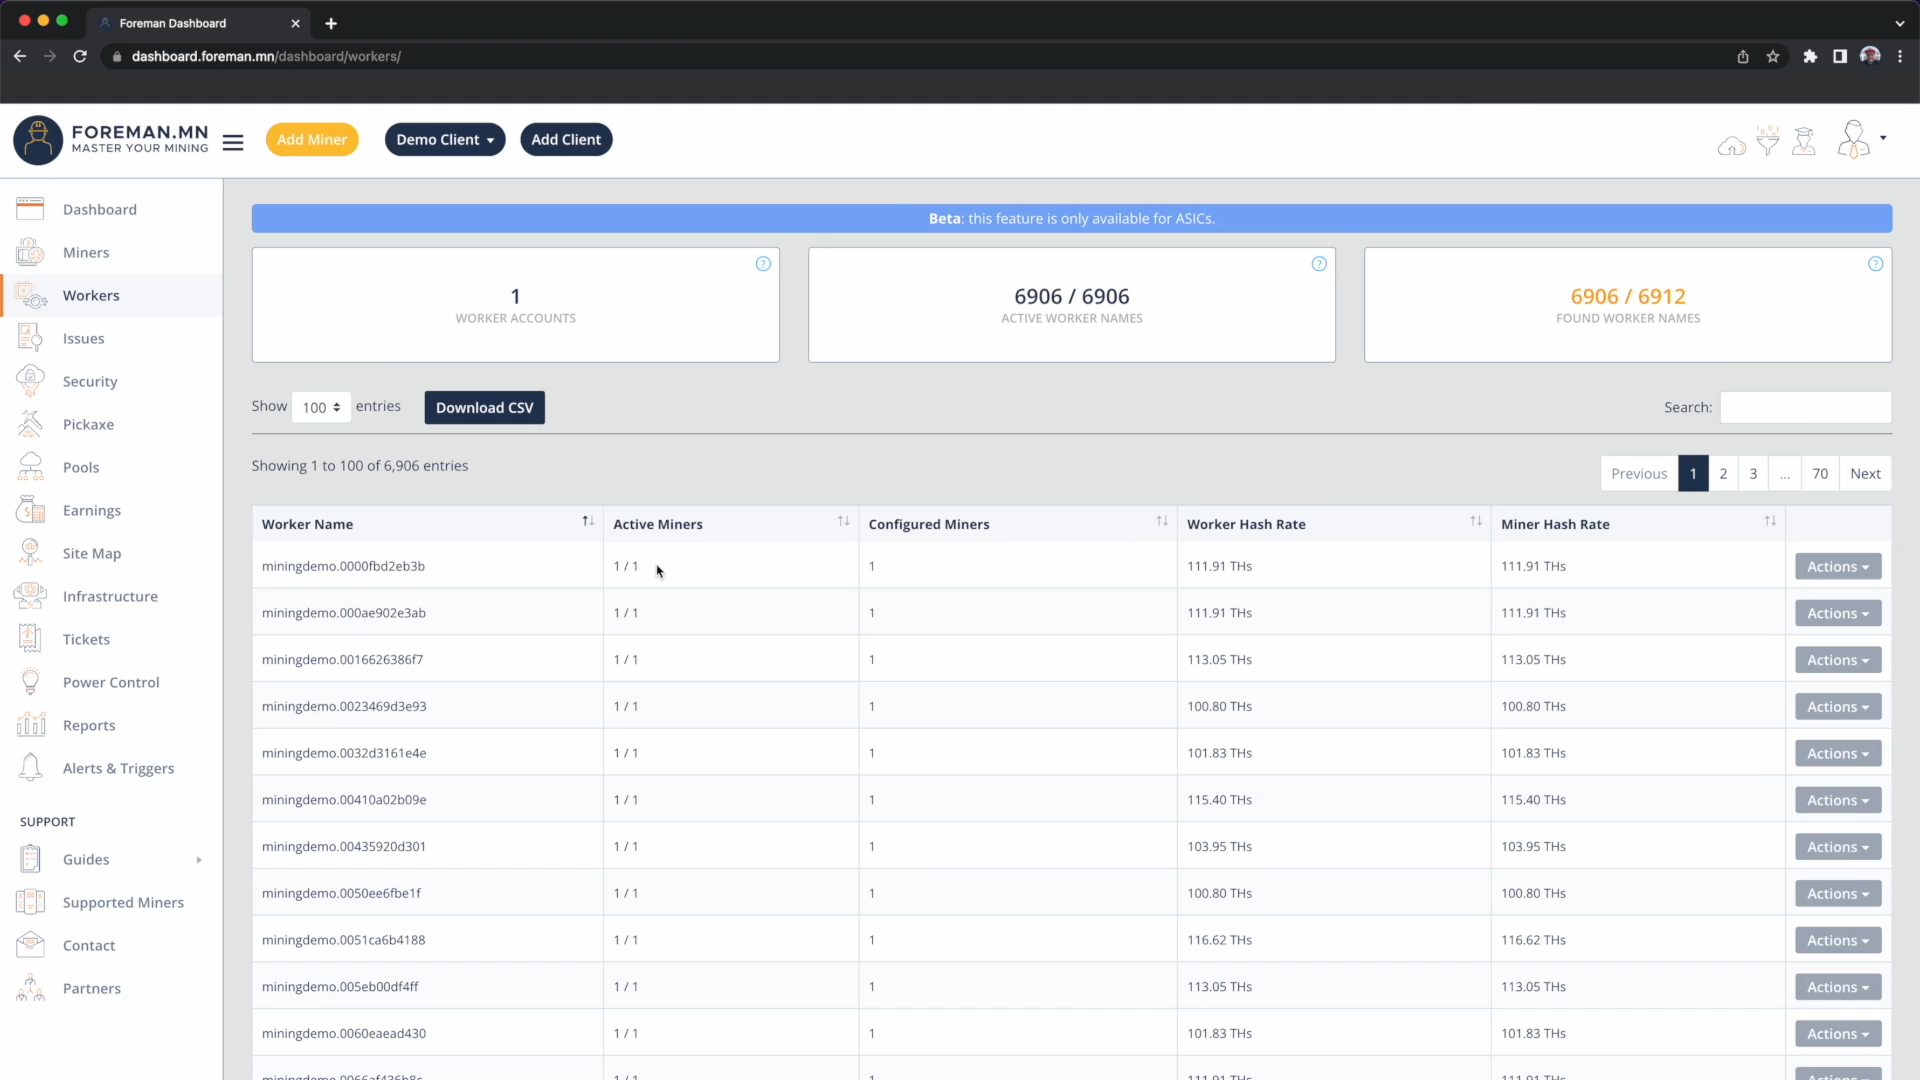 Foreman Dashboard
dashboard.foreman.mn/dashboard/workers/
FOREMAN.MN
MASTER YOUR MINING
Add Miner
Demo Client
Add Client
Dashboard
Miners
Workers
Issues
Security
Pickaxe
Pools
Earnings
Site Map
Infrastructure
Tickets
Power Control
Reports
Alerts & Triggers
SUPPORT
Guides
Supported Miners
Contact
Partners
Beta: this feature is only available for ASICs.
1
WORKER ACCOUNTS
?
6906 / 6906
ACTIVE WORKER NAMES
?
6906 / 6912
FOUND WORKER NAMES
?
Show 100 entries
Download CSV
Search:
Showing 1 to 100 of 6,906 entries
Previous 1 2 3 ... 70 Next
Worker Name Active Miners Configured Miners Worker Hash Rate Miner Hash Rate
miningdemo.0000fbd2eb3b 1 / 1 1 111.91 THs 111.91 THs Actions
miningdemo.000ae902e3ab 1 / 1 1 111.91 THs 111.91 THs Actions
miningdemo.0016626386f7 1 / 1 1 113.05 THs 113.05 THs Actions
miningdemo.0023469d3e93 1 / 1 1 100.80 THs 100.80 THs Actions
miningdemo.0032d3161e4e 1 / 1 1 101.83 THs 101.83 THs Actions
miningdemo.00410a02b09e 1 / 1 1 115.40 THs 115.40 THs Actions
miningdemo.00435920d301 1 / 1 1 103.95 THs 103.95 THs Actions
miningdemo.0050ee6fbe1f 1 / 1 1 100.80 THs 100.80 THs Actions
miningdemo.0051ca6b4188 1 / 1 1 116.62 THs 116.62 THs Actions
miningdemo.005eb00df4ff 1 / 1 1 113.05 THs 113.05 THs Actions
miningdemo.0060eaead430 1 / 1 1 101.83 THs 101.83 THs Actions
1 / 1 1 111.91 THs 111.91 THs Actions